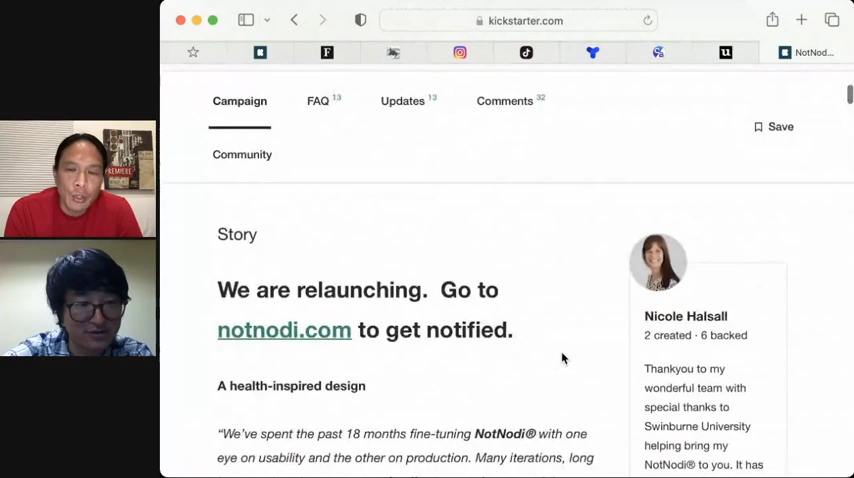 kickstarter.com
NotNod...
Campaign
FAQ 13
Updates 13
Comments 32
Save
Community
Story
We are relaunching. Go to
notnodi.com to get notified.
A health-inspired design
“We’ve spent the past 18 months fine-tuning NotNodi® with one
eye on usability and the other on production. Many iterations, long
Nicole Halsall
2 created · 6 backed
Thankyou to my
wonderful team with
special thanks to
Swinburne University
helping bring my
NotNodi® to you. It has
PREMIERE